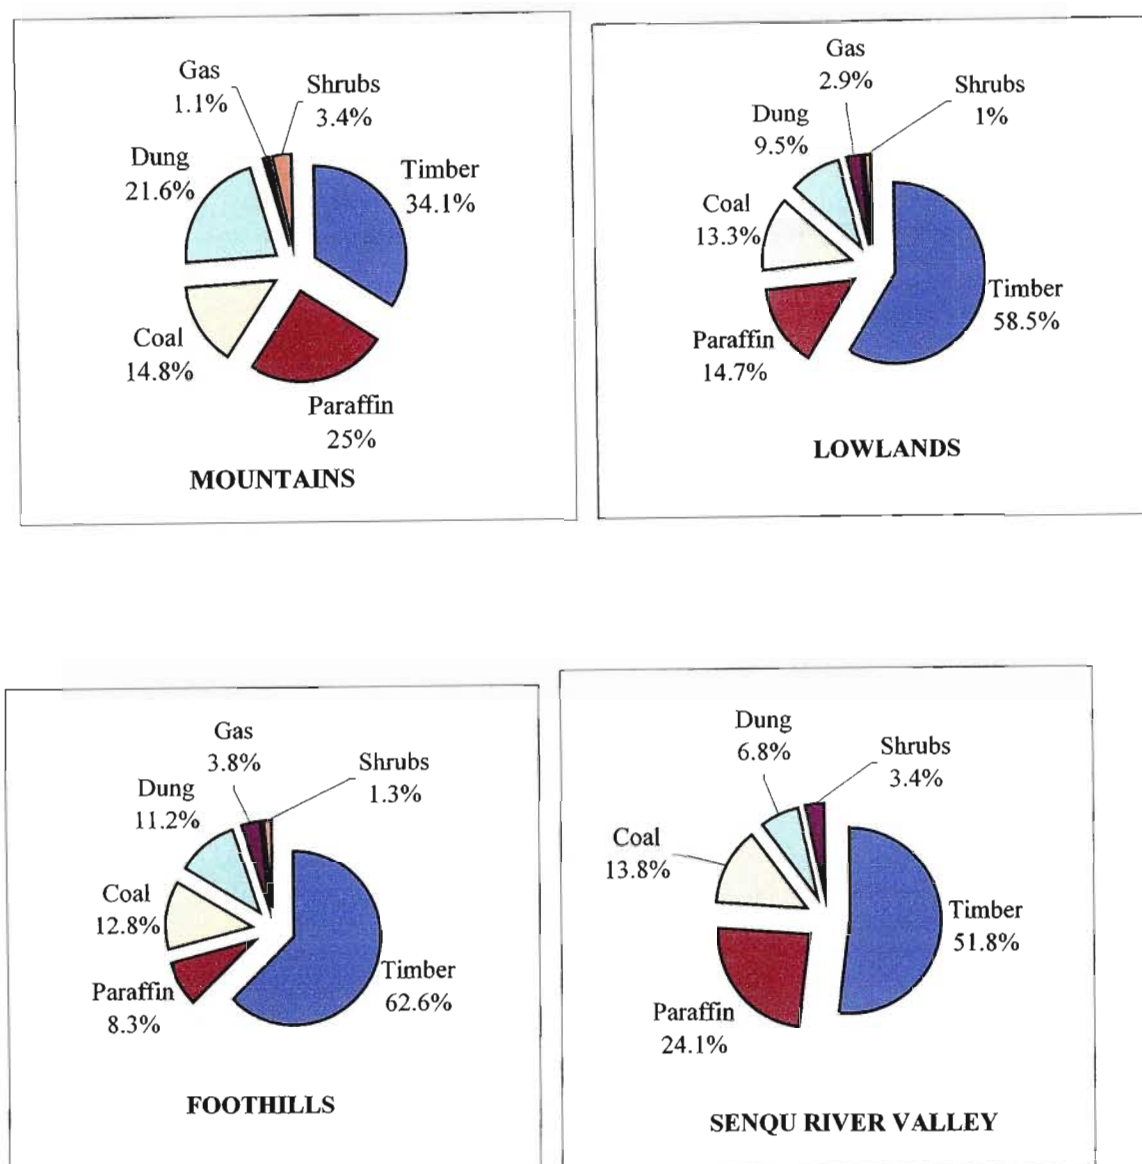 Gas
1.1%
Shrubs
3.4%
Dung
21.6%
Timber
34.1%
Coal
14.8%
Paraffin
25%
MOUNTAINS
Gas
2.9%
Shrubs
1%
Dung
9.5%
Coal
13.3%
Timber
58.5%
Paraffin
14.7%
LOWLANDS
Gas
3.8%
Shrubs
1.3%
Dung
11.2%
Coal
12.8%
Timber
62.6%
Paraffin
8.3%
FOOTHILLS
Dung
6.8%
Shrubs
3.4%
Coal
13.8%
Timber
51.8%
Paraffin
24.1%
SENQU RIVER VALLEY